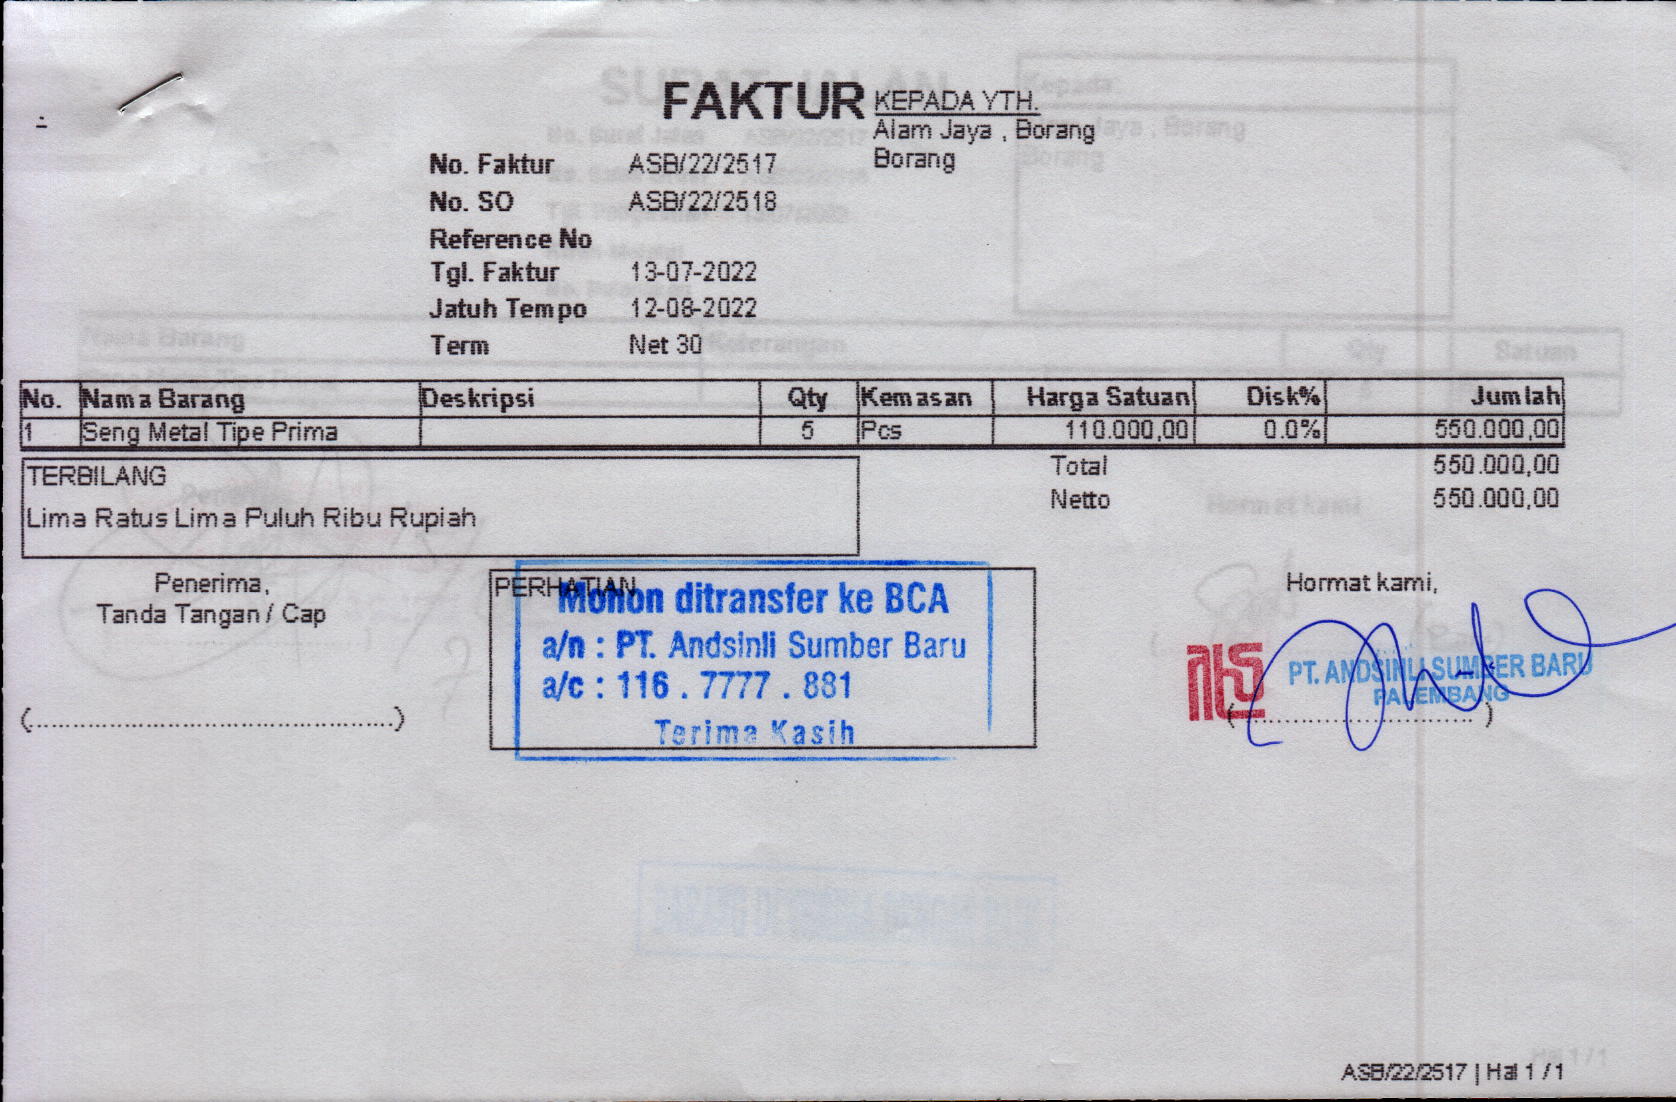 FAKTUR
KEPADA YTH.
Alam Jaya , Borang
Borang
No. Faktur ASB/22/2517
No. SO ASB/22/2518
Reference No
Tgl. Faktur 13-07-2022
Jatuh Tempo 12-08-2022
Term Net 30
No. Nama Barang Deskripsi Qty Kemasan Harga Satuan Disk% Jumlah
1 Seng Metal Tipe Prima 5 Pcs 110.000,00 0.0% 550.000,00
Total 550.000,00
Netto 550.000,00
TERBILANG
Lima Ratus Lima Puluh Ribu Rupiah
Penerima,
Tanda Tangan / Cap
(................................................)
PERHATIAN
Mohon ditransfer ke BCA
a/n : PT. Andsinli Sumber Baru
a/c : 116 . 7777 . 881
Terima Kasih
Hormat kami,
PT. ANDSINLI SUMBER BARU
PALEMBANG
(................................)
ASB/22/2517 | Hal 1 / 1